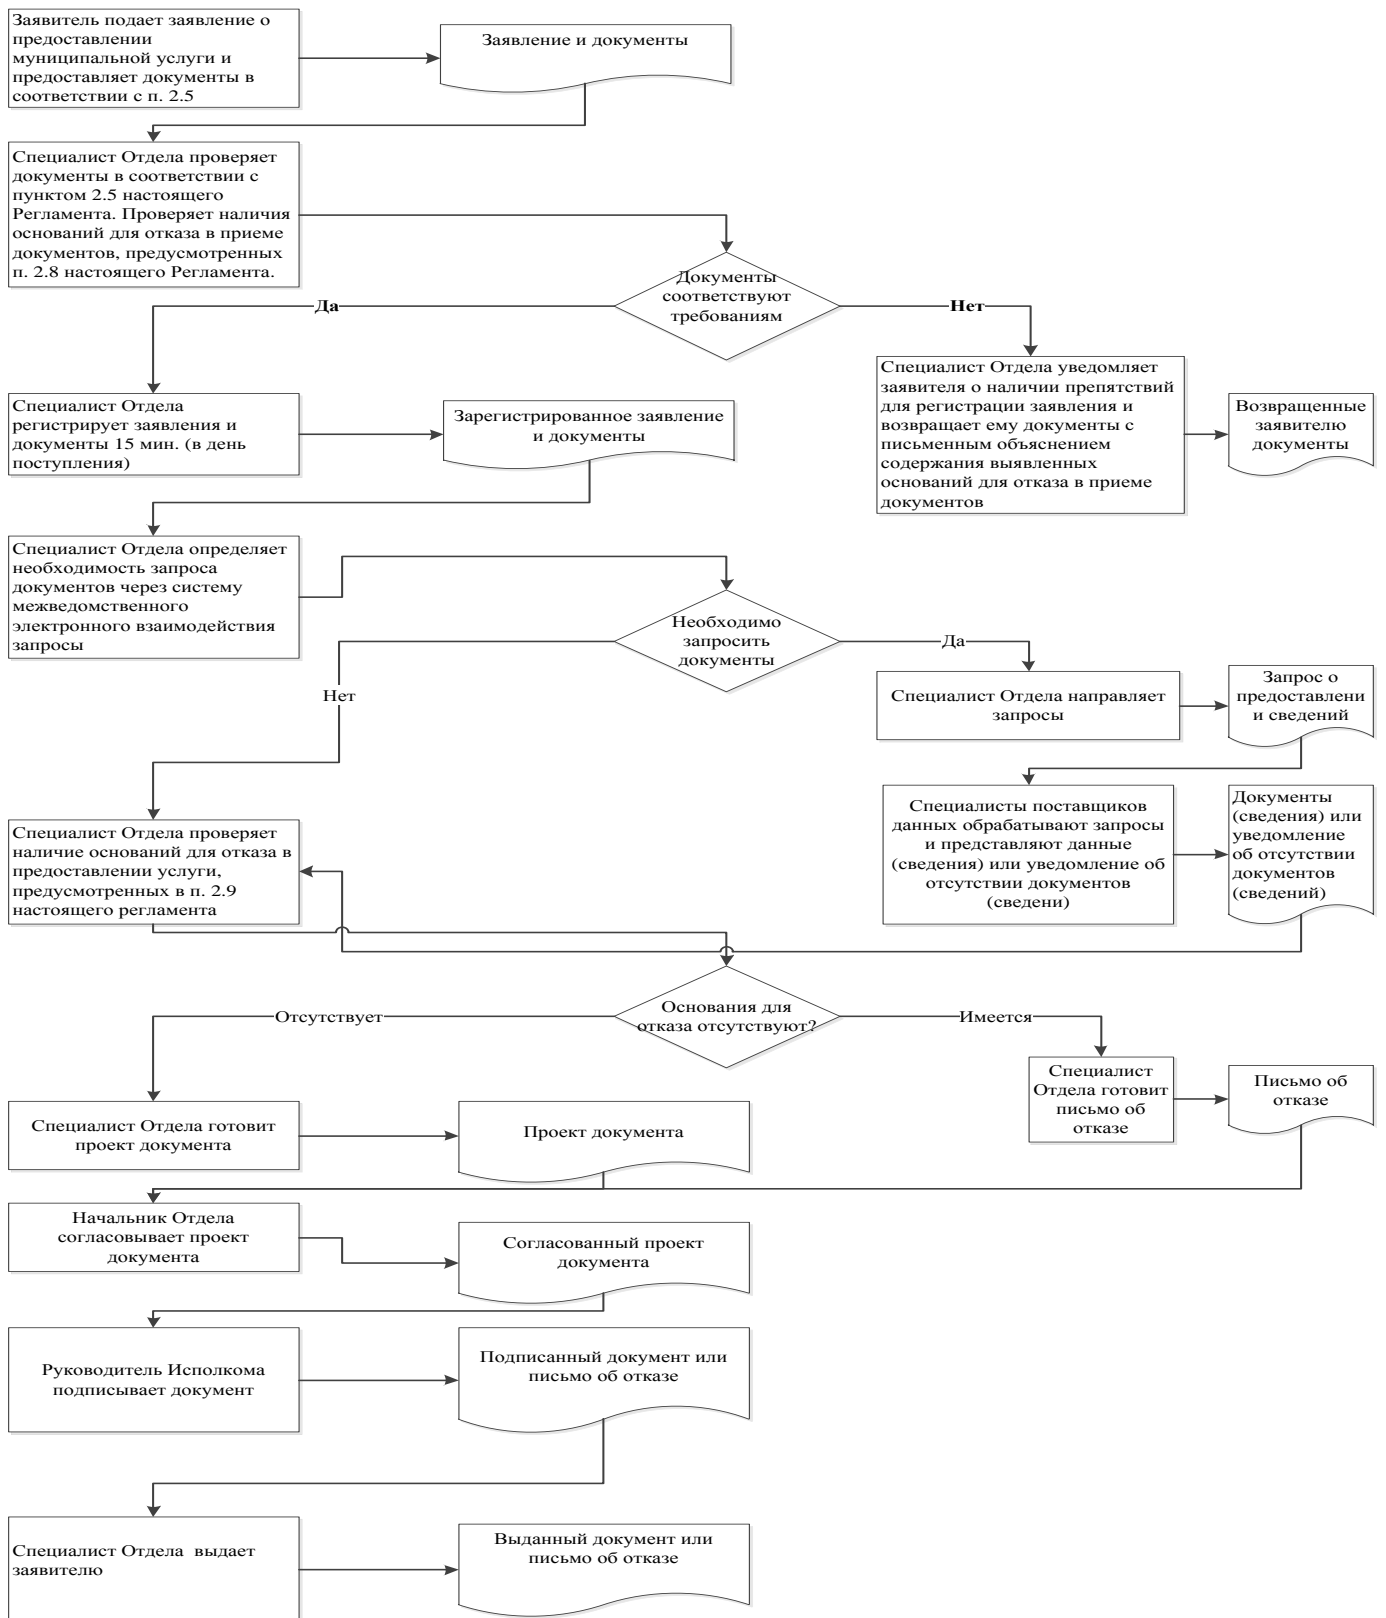 Заявитель подает заявление о
предоставлении
муниципальной услуги и
предоставляет документы в
соответствии с п. 2.5
Заявление и документы
Специалист Отдела проверяет
документы в соответствии с
пунктом 2.5 настоящего
Регламента. Проверяет наличия
оснований для отказа в приеме
документов, предусмотренных
п. 2.8 настоящего Регламента.
Документы
соответствуют
требованиям
Да
Нет
Специалист Отдела
регистрирует заявления и
документы 15 мин. (в день
поступления)
Зарегистрированное заявление
и документы
Специалист Отдела уведомляет
заявителя о наличии препятствий
для регистрации заявления и
возвращает ему документы с
письменным объяснением
содержания выявленных
оснований для отказа в приеме
документов
Возвращенные
заявителю
документы
Специалист Отдела определяет
необходимость запроса
документов через систему
межведомственного
электронного взаимодействия
запросы
Необходимо
запросить
документы
Да
Нет
Специалист Отдела направляет
запросы
Запрос о
предоставлени
и сведений
Специалисты поставщиков
данных обрабатывают запросы
и представляют данные
(сведения) или уведомление об
отсутствии документов
(сведени)
Документы
(сведения) или
уведомление
об отсутствии
документов
(сведений)
Специалист Отдела проверяет
наличие оснований для отказа в
предоставлении услуги,
предусмотренных в п. 2.9
настоящего регламента
Основания для
отказа отсутствуют?
Отсутствует
Имеется
Специалист
Отдела готовит
письмо об
отказе
Письмо об
отказе
Специалист Отдела готовит
проект документа
Проект документа
Начальник Отдела
согласовывает проект
документа
Согласованный проект
документа
Руководитель Исполкома
подписывает документ
Подписанный документ или
письмо об отказе
Специалист Отдела  выдает
заявителю
Выданный документ или
письмо об отказе